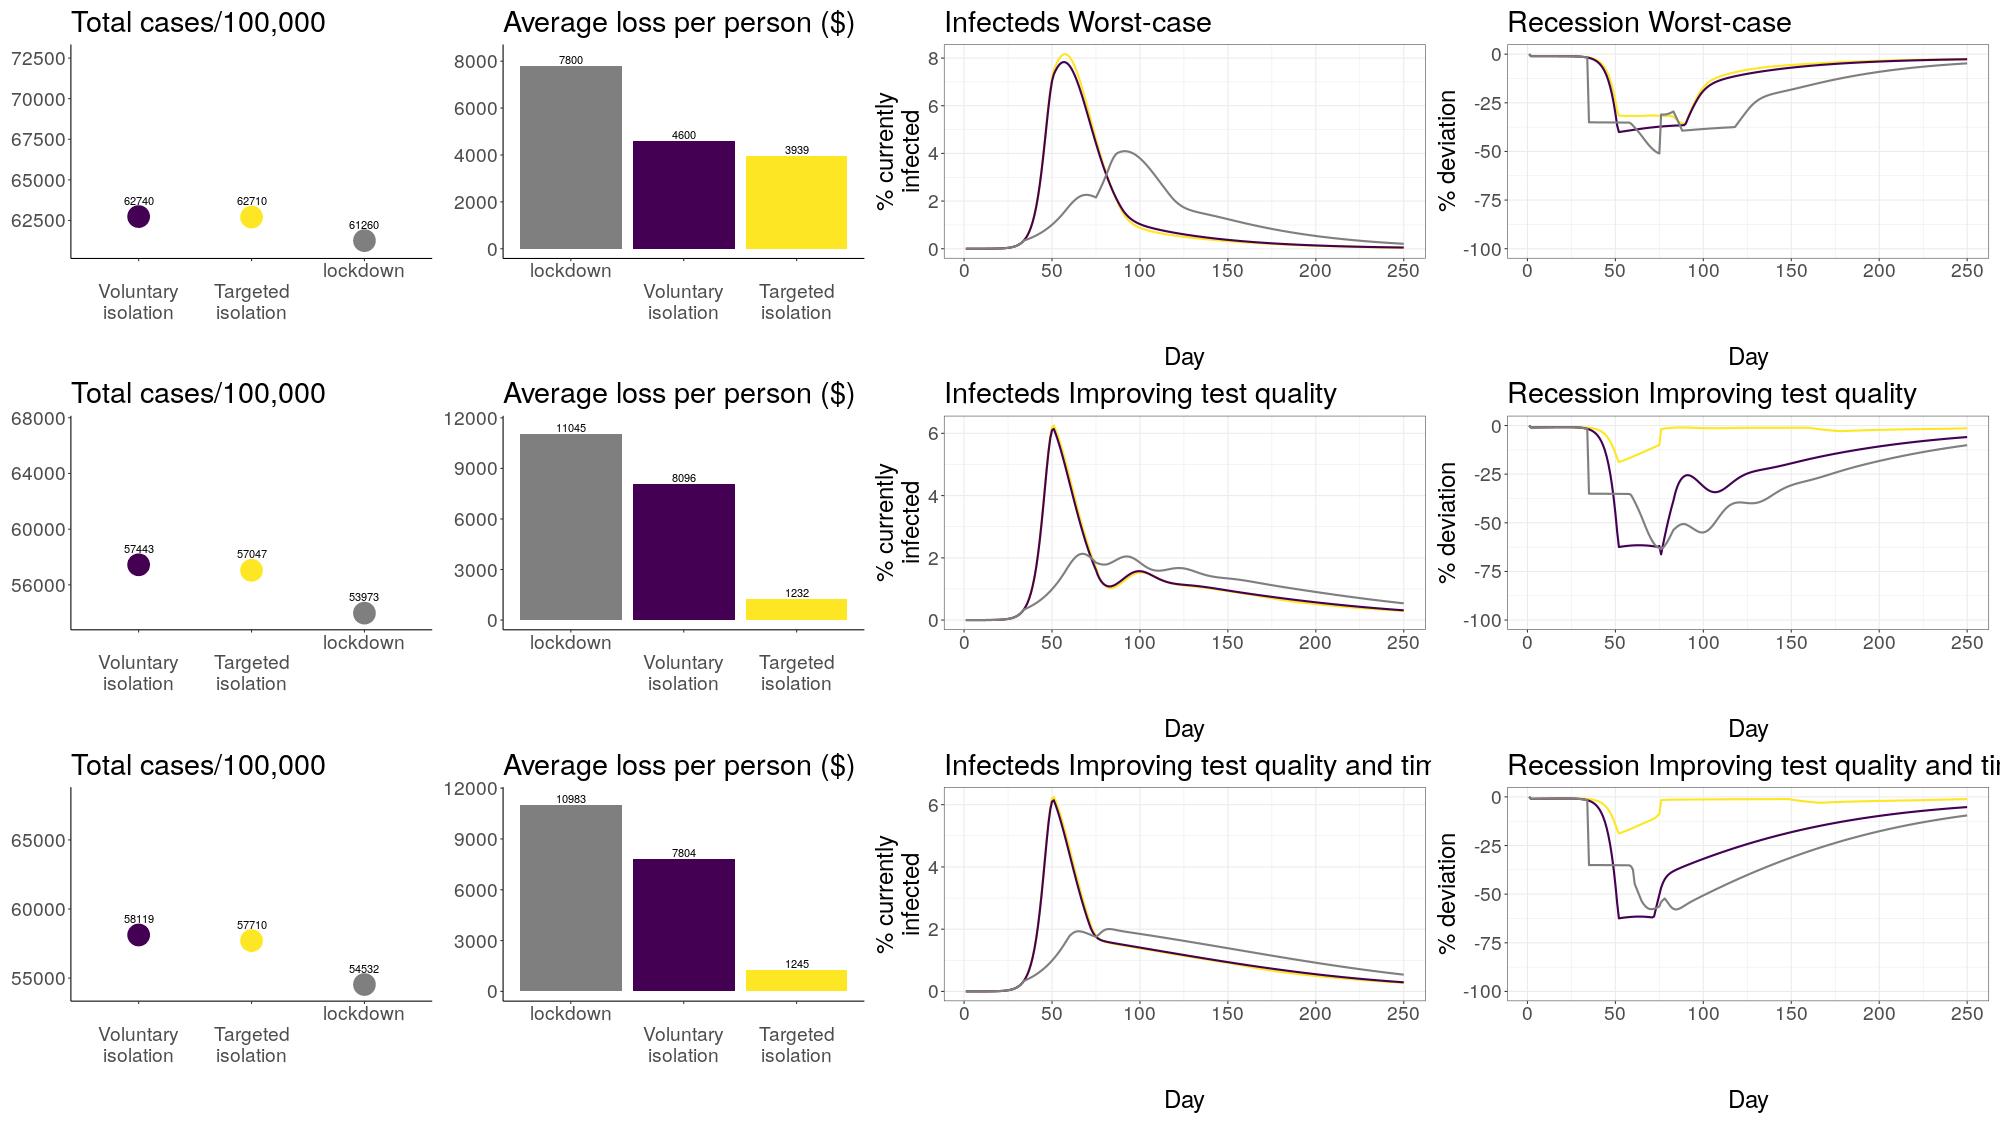 Total cases/100,000
72500
70000
67500
65000
62500
62740
62710
61260
lockdown
Voluntary
isolation
Targeted
isolation
Average loss per person ($)
8000
6000
4000
2000
0
7800
4600
3939
lockdown
Voluntary
isolation
Targeted
isolation
Infecteds Worst-case
% currently
infected
8
6
4
2
0
0 50 100 150 200 250
Day
Recession Worst-case
% deviation
0
-25
-50
-75
-100
0 50 100 150 200 250
Day
Total cases/100,000
68000
64000
60000
56000
57443
57047
53973
lockdown
Voluntary
isolation
Targeted
isolation
Average loss per person ($)
12000
9000
6000
3000
0
11045
8096
1232
lockdown
Voluntary
isolation
Targeted
isolation
Infecteds Improving test quality
% currently
infected
6
4
2
0
0 50 100 150 200 250
Day
Recession Improving test quality
% deviation
0
-25
-50
-75
-100
0 50 100 150 200 250
Day
Total cases/100,000
65000
60000
55000
58119
57710
54532
lockdown
Voluntary
isolation
Targeted
isolation
Average loss per person ($)
12000
9000
6000
3000
0
10983
7804
1245
lockdown
Voluntary
isolation
Targeted
isolation
Infecteds Improving test quality and tim
% currently
infected
6
4
2
0
0 50 100 150 200 250
Day
Recession Improving test quality and ti
% deviation
0
-25
-50
-75
-100
0 50 100 150 200 250
Day